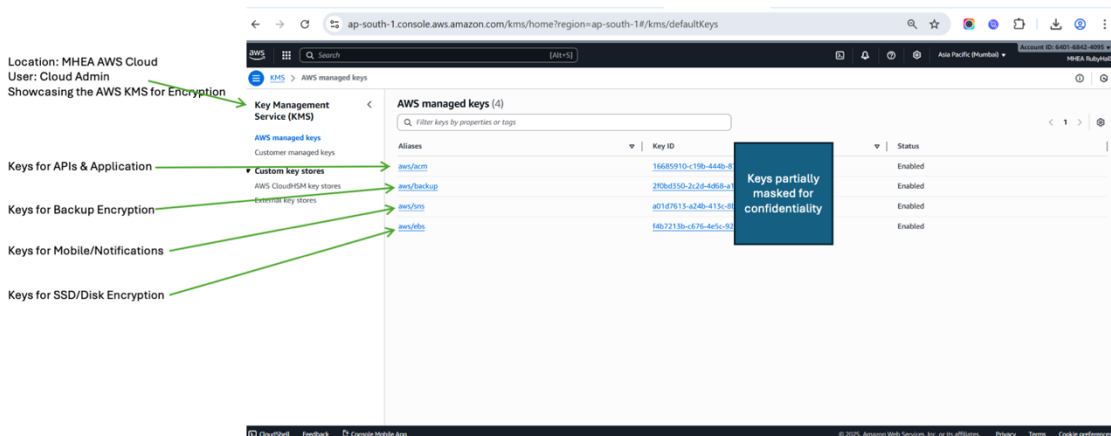 ap-south-1.console.aws.amazon.com/kms/home?region=ap-south-1#/kms/defaultKeys
aws
Search
[Alt+S]
Asia Pacific (Mumbai)
Account ID: 6401-6842-4095
MHEA RubyHall
Location: MHEA AWS Cloud
User: Cloud Admin
Showcasing the AWS KMS for Encryption
KMS > AWS managed keys
Key Management
Service (KMS)
AWS managed keys
Customer managed keys
Custom key stores
AWS CloudHSM key stores
External key stores
AWS managed keys (4)
Filter keys by properties or tags
1
Aliases
Key ID
Status
aws/acm
16685910-c19b-444b-8
Enabled
aws/backup
2f0bd350-2c2d-4d68-a
Enabled
aws/sns
a01d7613-a24b-413c-8
Enabled
aws/ebs
f4b7213b-c676-4e5c-92
Enabled
Keys partially
masked for
confidentiality
Keys for APIs & Application
Keys for Backup Encryption
Keys for Mobile/Notifications
Keys for SSD/Disk Encryption
CloudShell
Feedback
Console Mobile App
© 2025, Amazon Web Services, Inc. or its affiliates.
Privacy
Terms
Cookie preferences